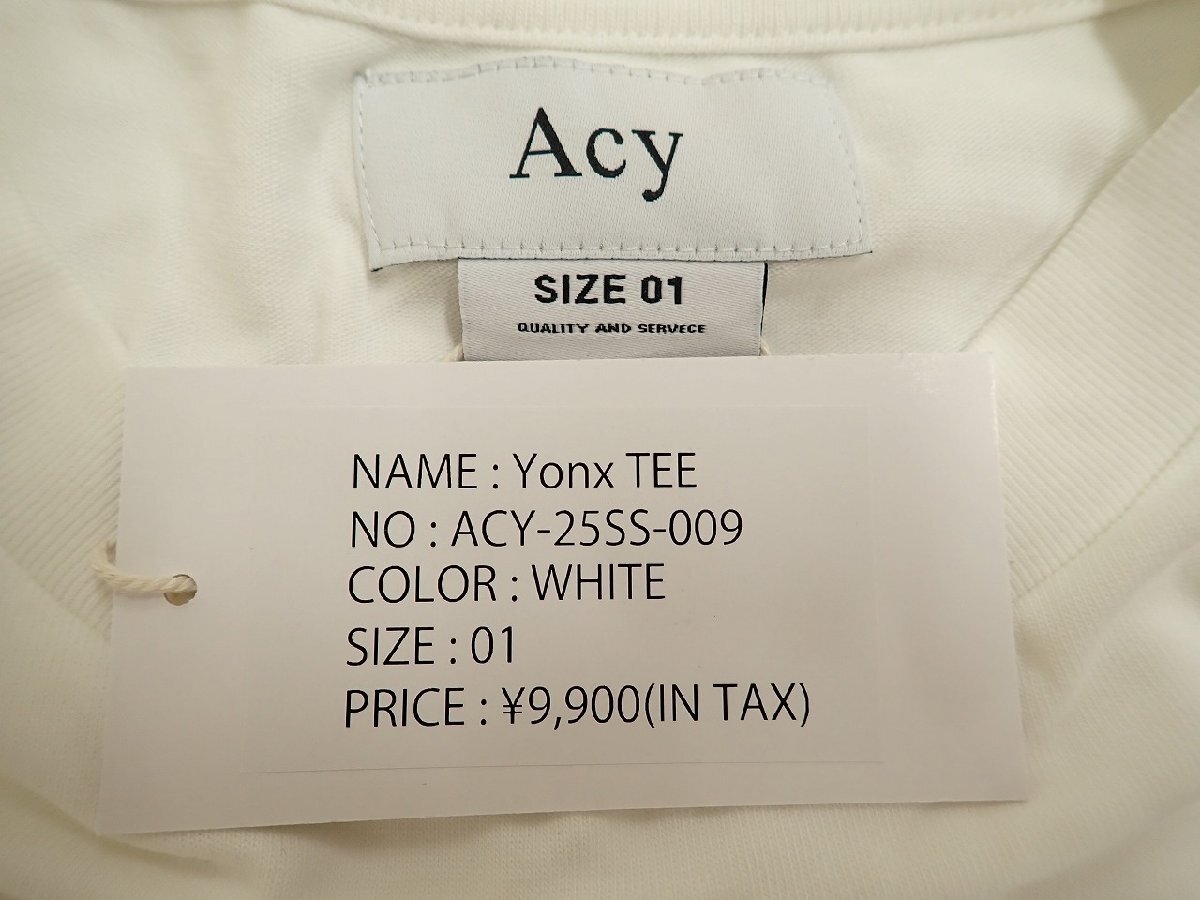 Acy
SIZE 01
QUALITY AND SERVECE
NAME : Yonx TEE
NO : ACY-25SS-009
COLOR : WHITE
SIZE : 01
PRICE : ¥9,900(IN TAX)